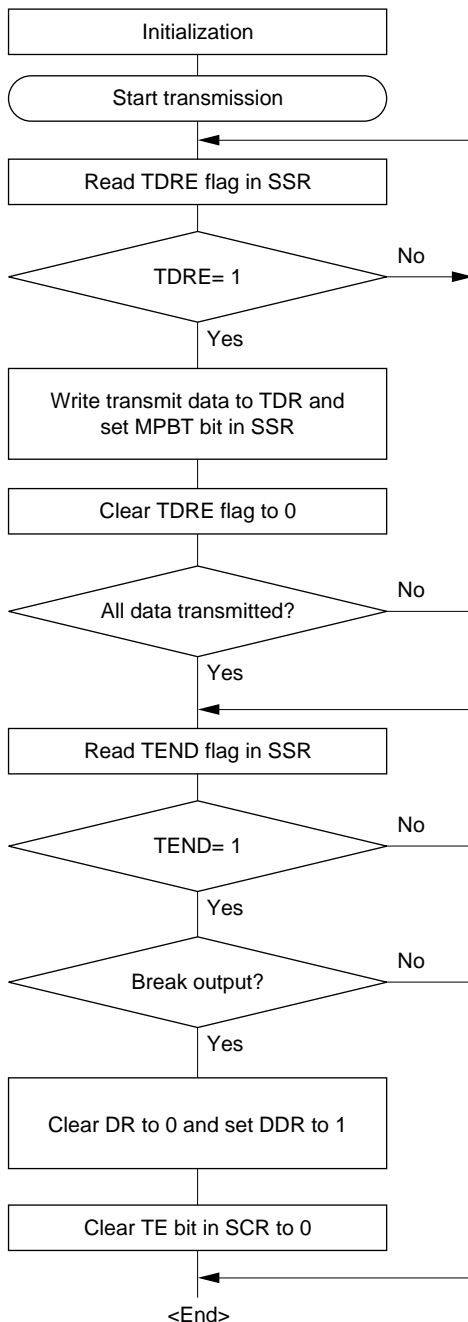 Initialization
Start transmission
Read TDRE flag in SSR
TDRE= 1
No
Yes
Write transmit data to TDR and
set MPBT bit in SSR
Clear TDRE flag to 0
All data transmitted?
No
Yes
Read TEND flag in SSR
TEND= 1
No
Yes
Break output?
No
Yes
Clear DR to 0 and set DDR to 1
Clear TE bit in SCR to 0
<End>